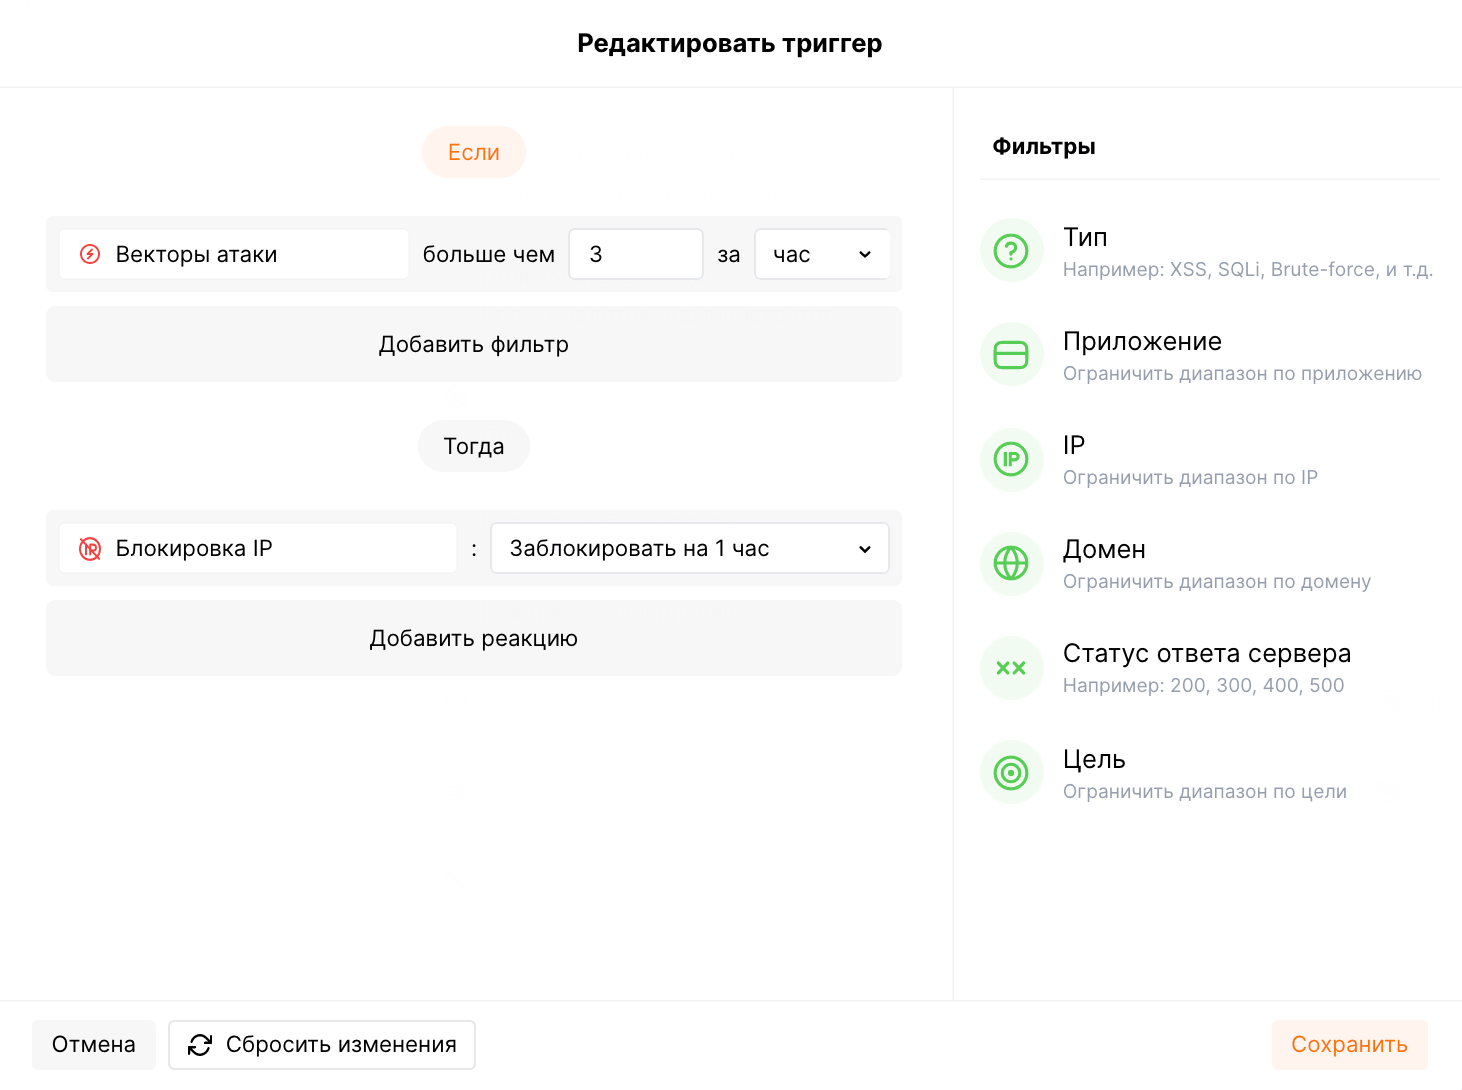 Редактировать триггер
Если
Векторы атаки больше чем 3 за час
Добавить фильтр
Тогда
Блокировка IP : Заблокировать на 1 час
Добавить реакцию
Фильтры
Тип
Например: XSS, SQLi, Brute-force, и т.д.
Приложение
Ограничить диапазон по приложению
IP
IP
Ограничить диапазон по IP
Домен
Ограничить диапазон по домену
Статус ответа сервера
Например: 200, 300, 400, 500
Цель
Ограничить диапазон по цели
Отмена
Сбросить изменения
Сохранить